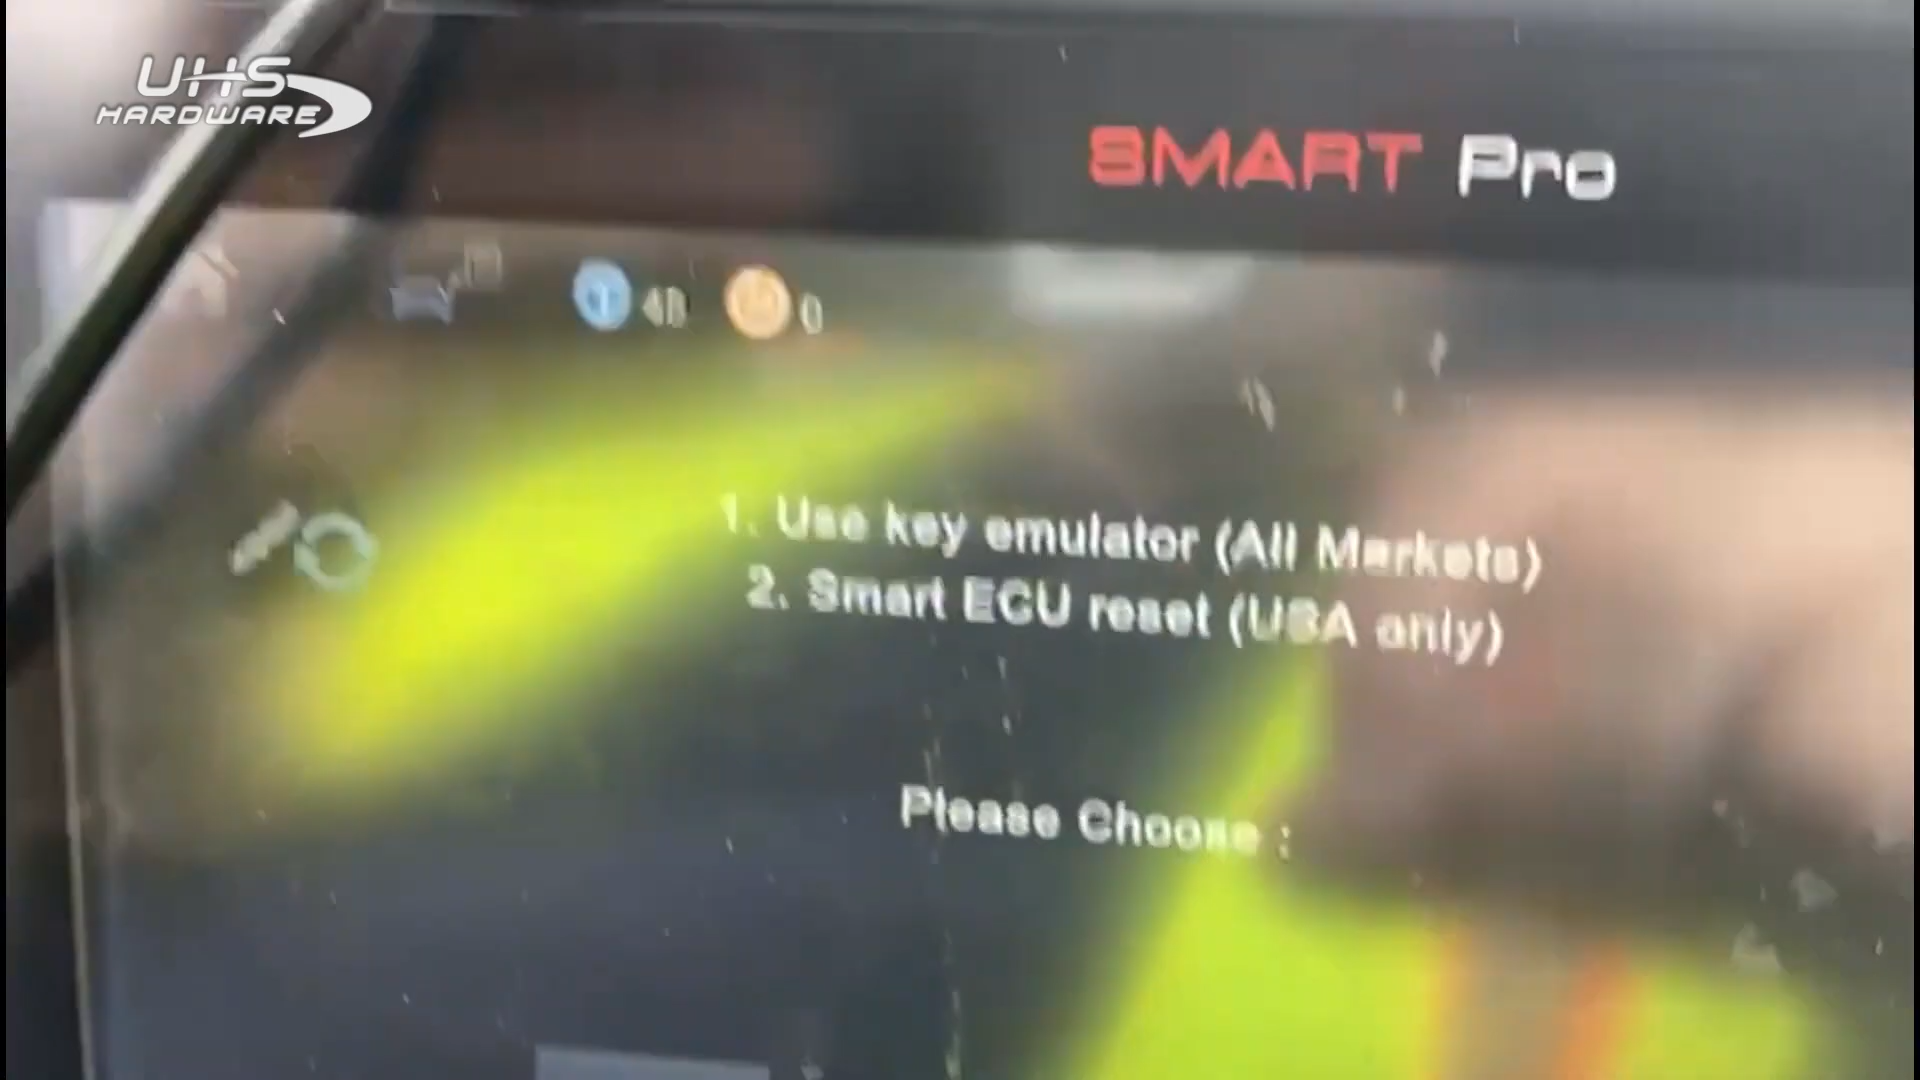 UHS
HARDWARE
SMART Pro
48 0
1. Use key emulator (All Markets)
2. Smart ECU reset (USA only)
Please Choose :